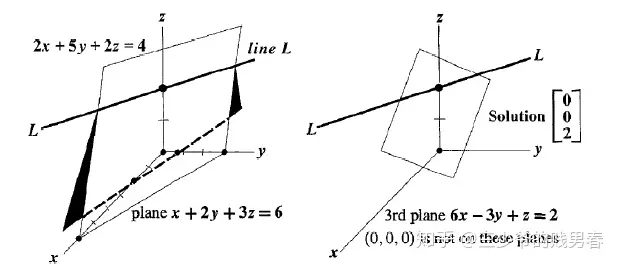 z
2x + 5y + 2z = 4
line L
L
y
plane x + 2y + 3z = 6
x
z
L
Solution [0 0 2]
L
y
3rd plane 6x − 3y + z = 2
(0, 0, 0) is not on these planes
x
知乎